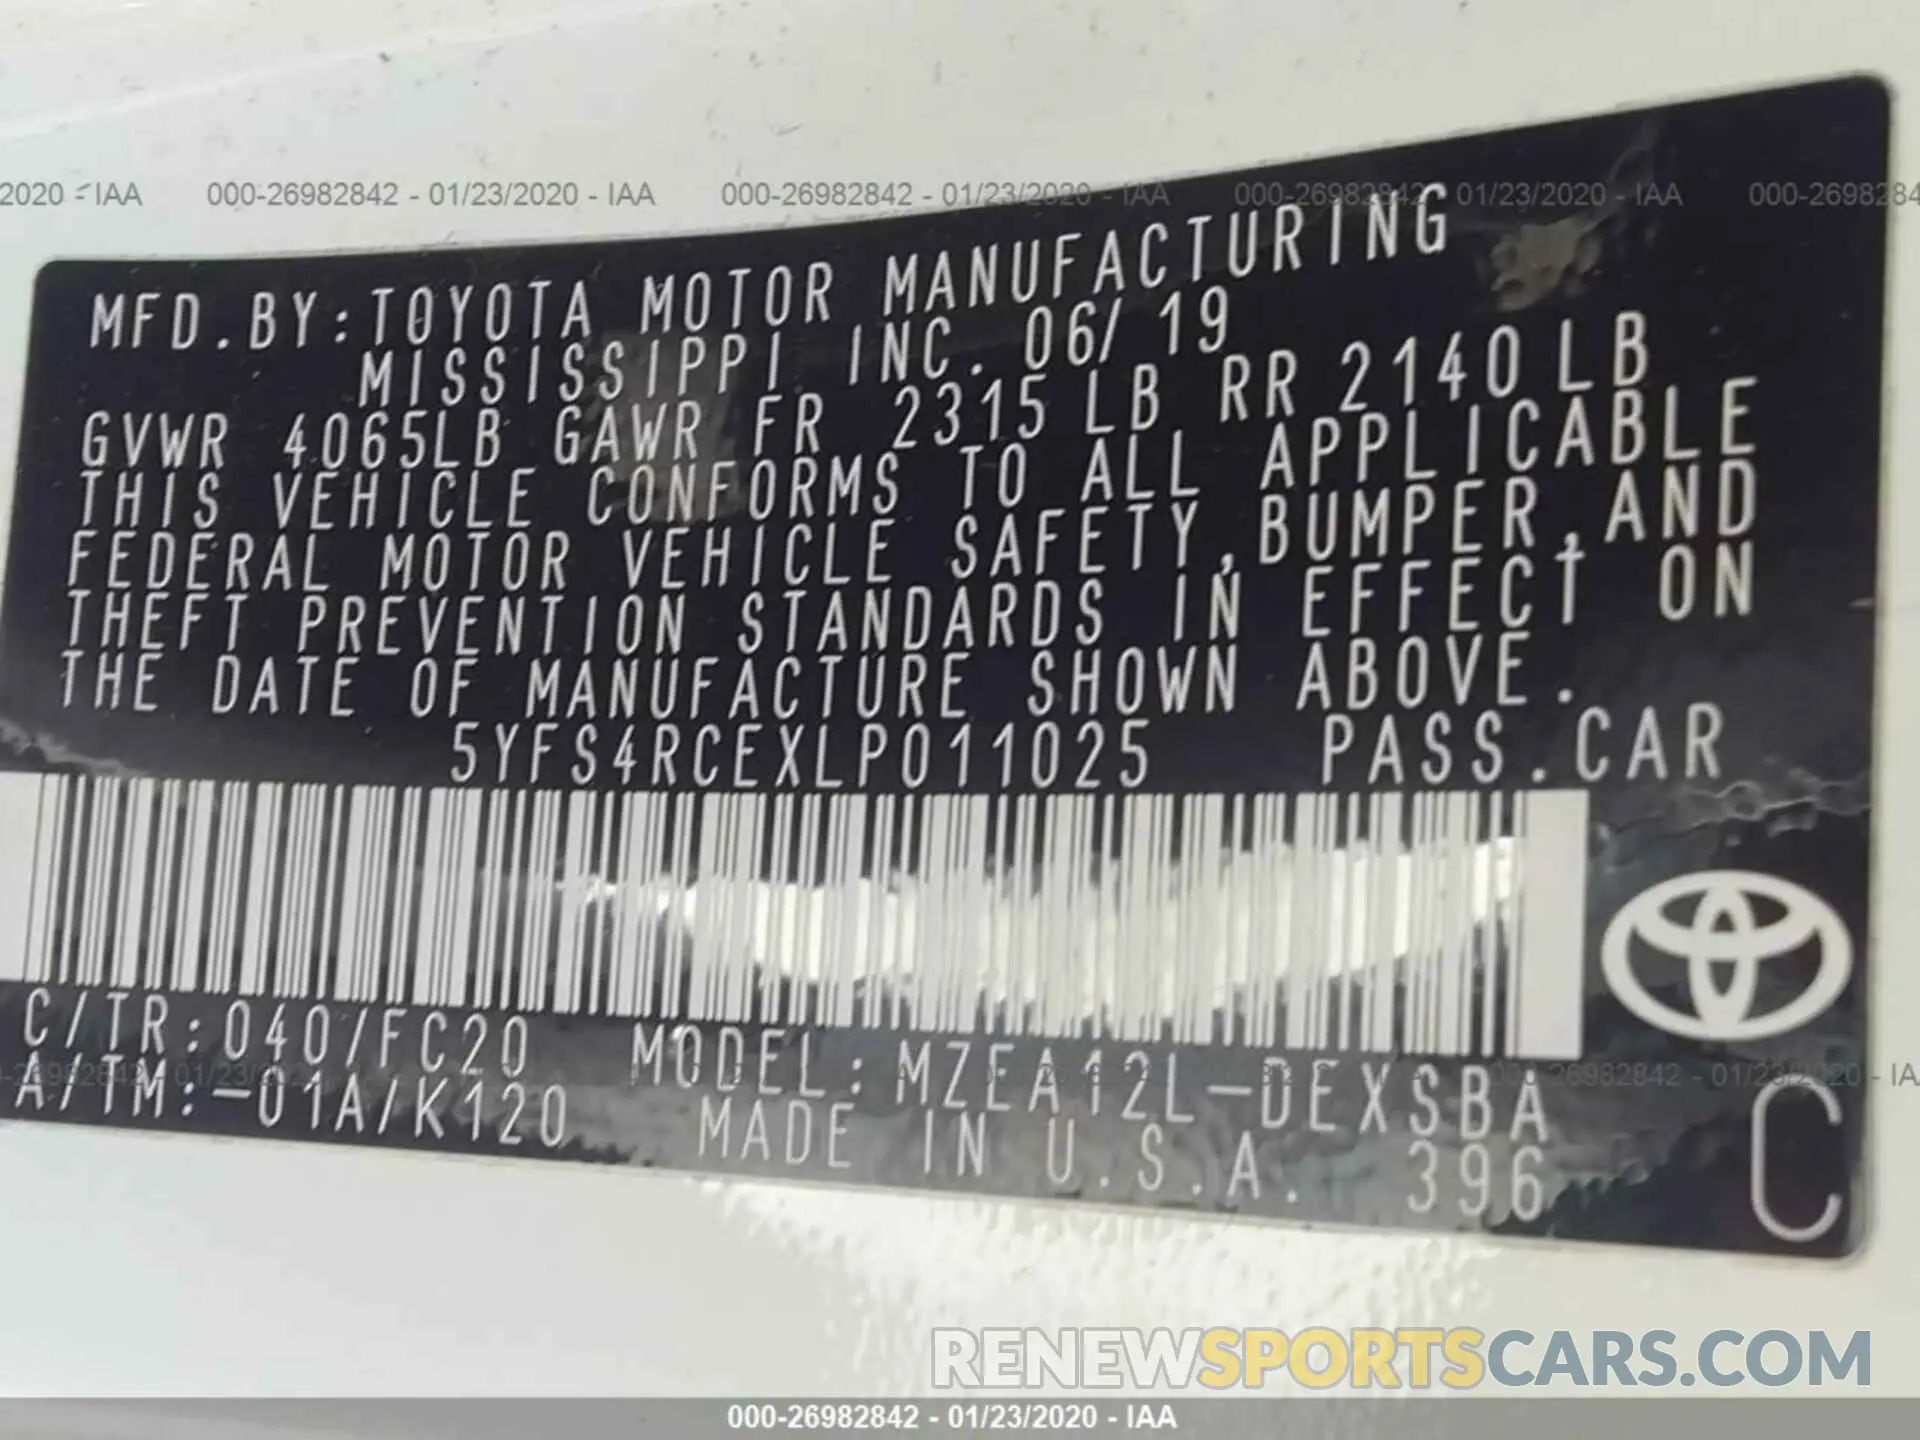 2020 - IAA 000-26982842 - 01/23/2020 - IAA 000-26982842 - 01/23/2020 - IAA 000-26982842 - 01/23/2020 - IAA 000-2698284
MFD.BY:TOYOTA MOTOR MANUFACTURING
MISSISSIPPI INC. 06/19
GVWR 4065LB GAWR FR 2315LB RR 2140LB
THIS VEHICLE CONFORMS TO ALL APPLICABLE
FEDERAL MOTOR VEHICLE SAFETY,BUMPER,AND
THEFT PREVENTION STANDARDS IN EFFECT ON
THE DATE OF MANUFACTURE SHOWN ABOVE.
5YFS4RCEXLP011025 PASS.CAR
C/TR:040/FC20 MODEL:MZEA12L-DEXSBA
A/TM:-01A/K120 MADE IN U.S.A. 396 C
RENEWSPORTSCARS.COM
000-26982842 - 01/23/2020 - IAA